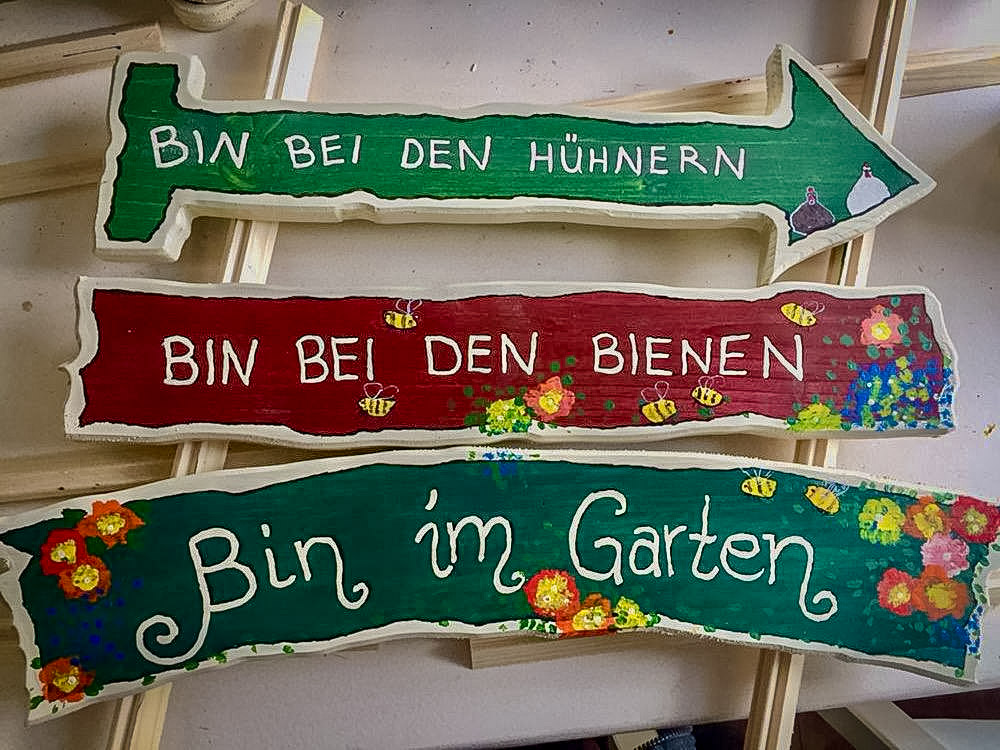 BIN BEI DEN HÜHNERN
BIN BEI DEN BIENEN
Bin im Garten